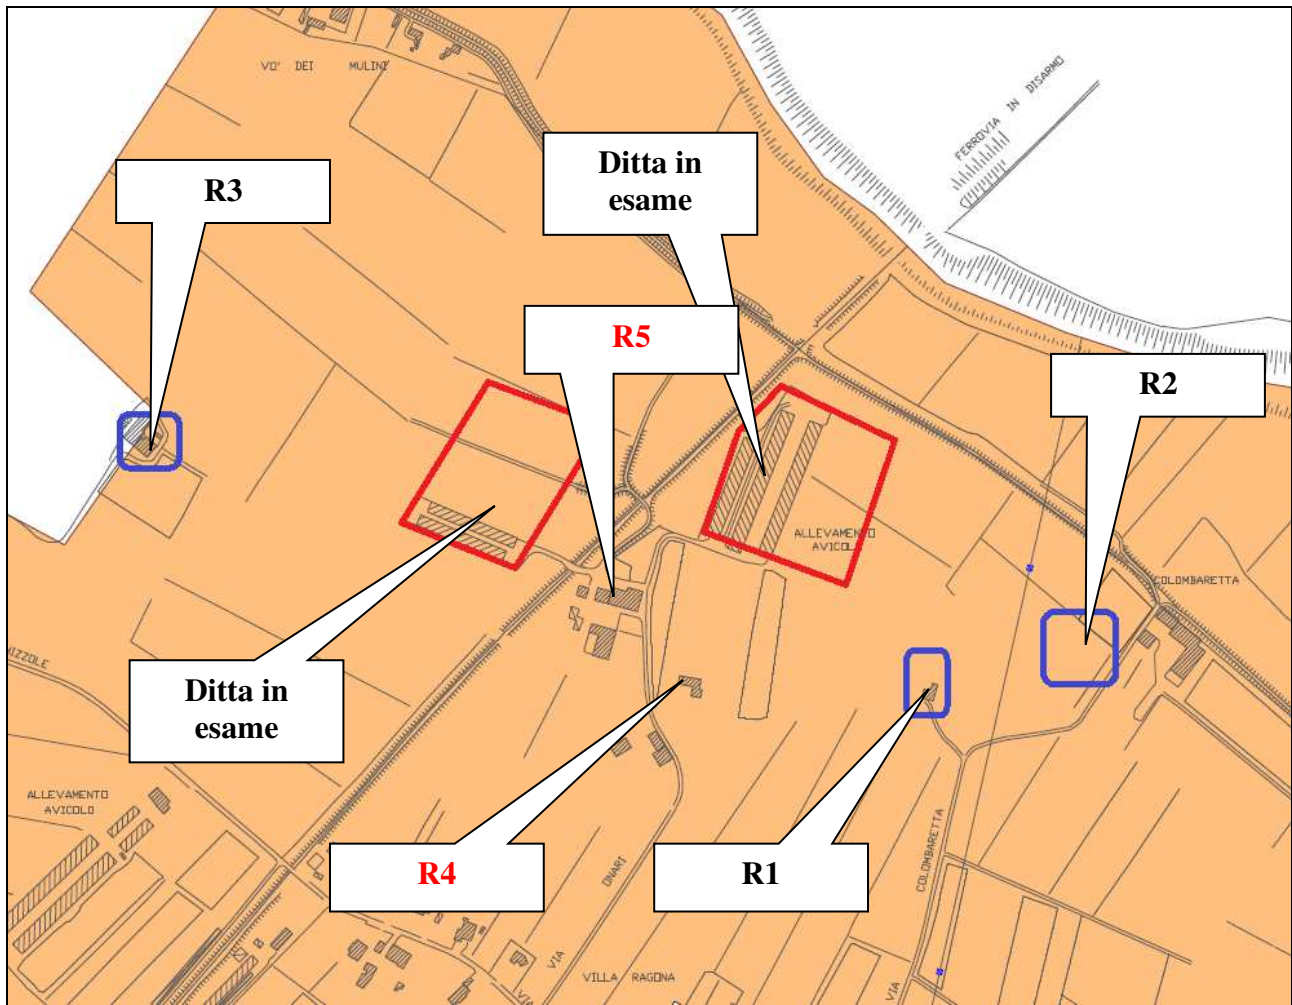 VO' DEI MULINI
FERROVIA IN DISARMO
R3
Ditta in
esame
R5
R2
ALLEVAMENTO
AVICOLO
COLOMBARETTA
Ditta in
esame
ALLEVAMENTO
AVICOLO
R4
R1
COLOMBARETTA
VIA
ONARI
VIA
VILLA RAGONA
VIA